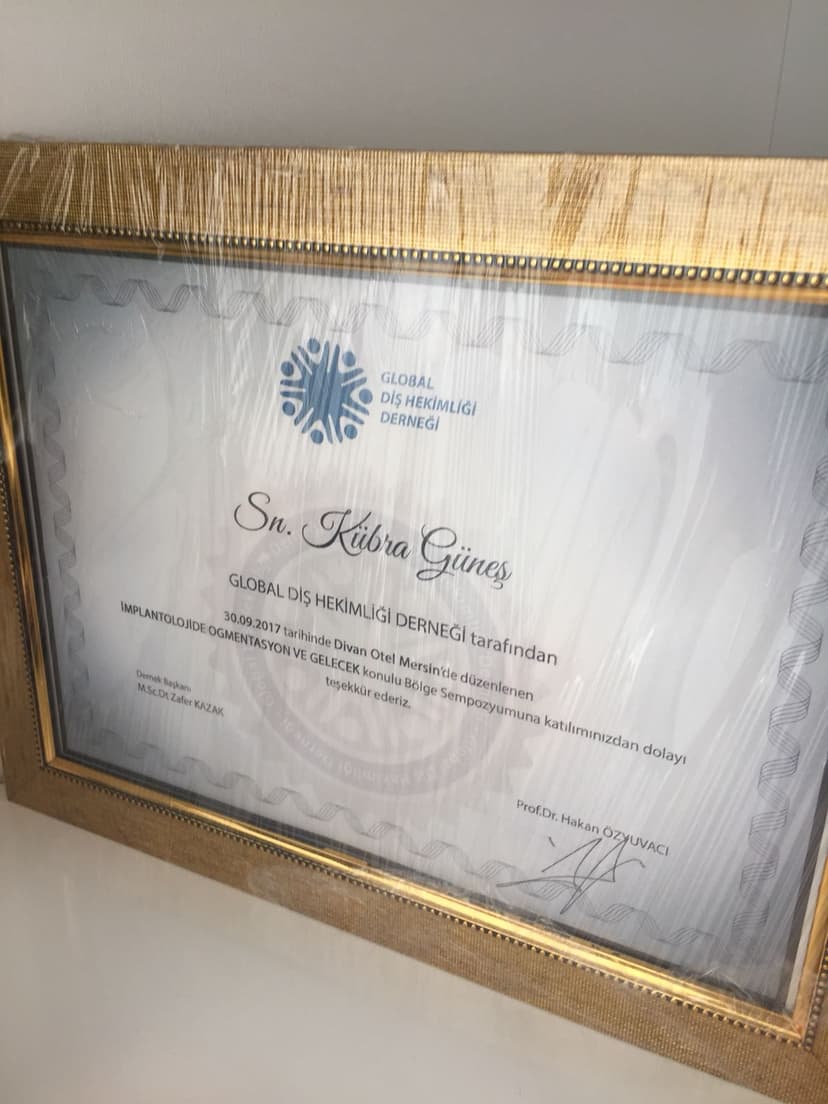 GLOBAL
DİŞ HEKİMLİĞİ
DERNEĞİ
Sn. Kübra Güneş
GLOBAL DİŞ HEKİMLİĞİ DERNEĞİ tarafından
30.09.2017 tarihinde Divan Otel Mersin'de düzenlenen
İMPLANTOLOJİDE OGMENTASYON VE GELECEK konulu Bölge Sempozyumuna katılımınızdan dolayı
teşekkür ederiz.
Dernek Başkanı
M.Sc.Dt.Zafer KAZAK
Prof.Dr. Hakan ÖZYUVACI